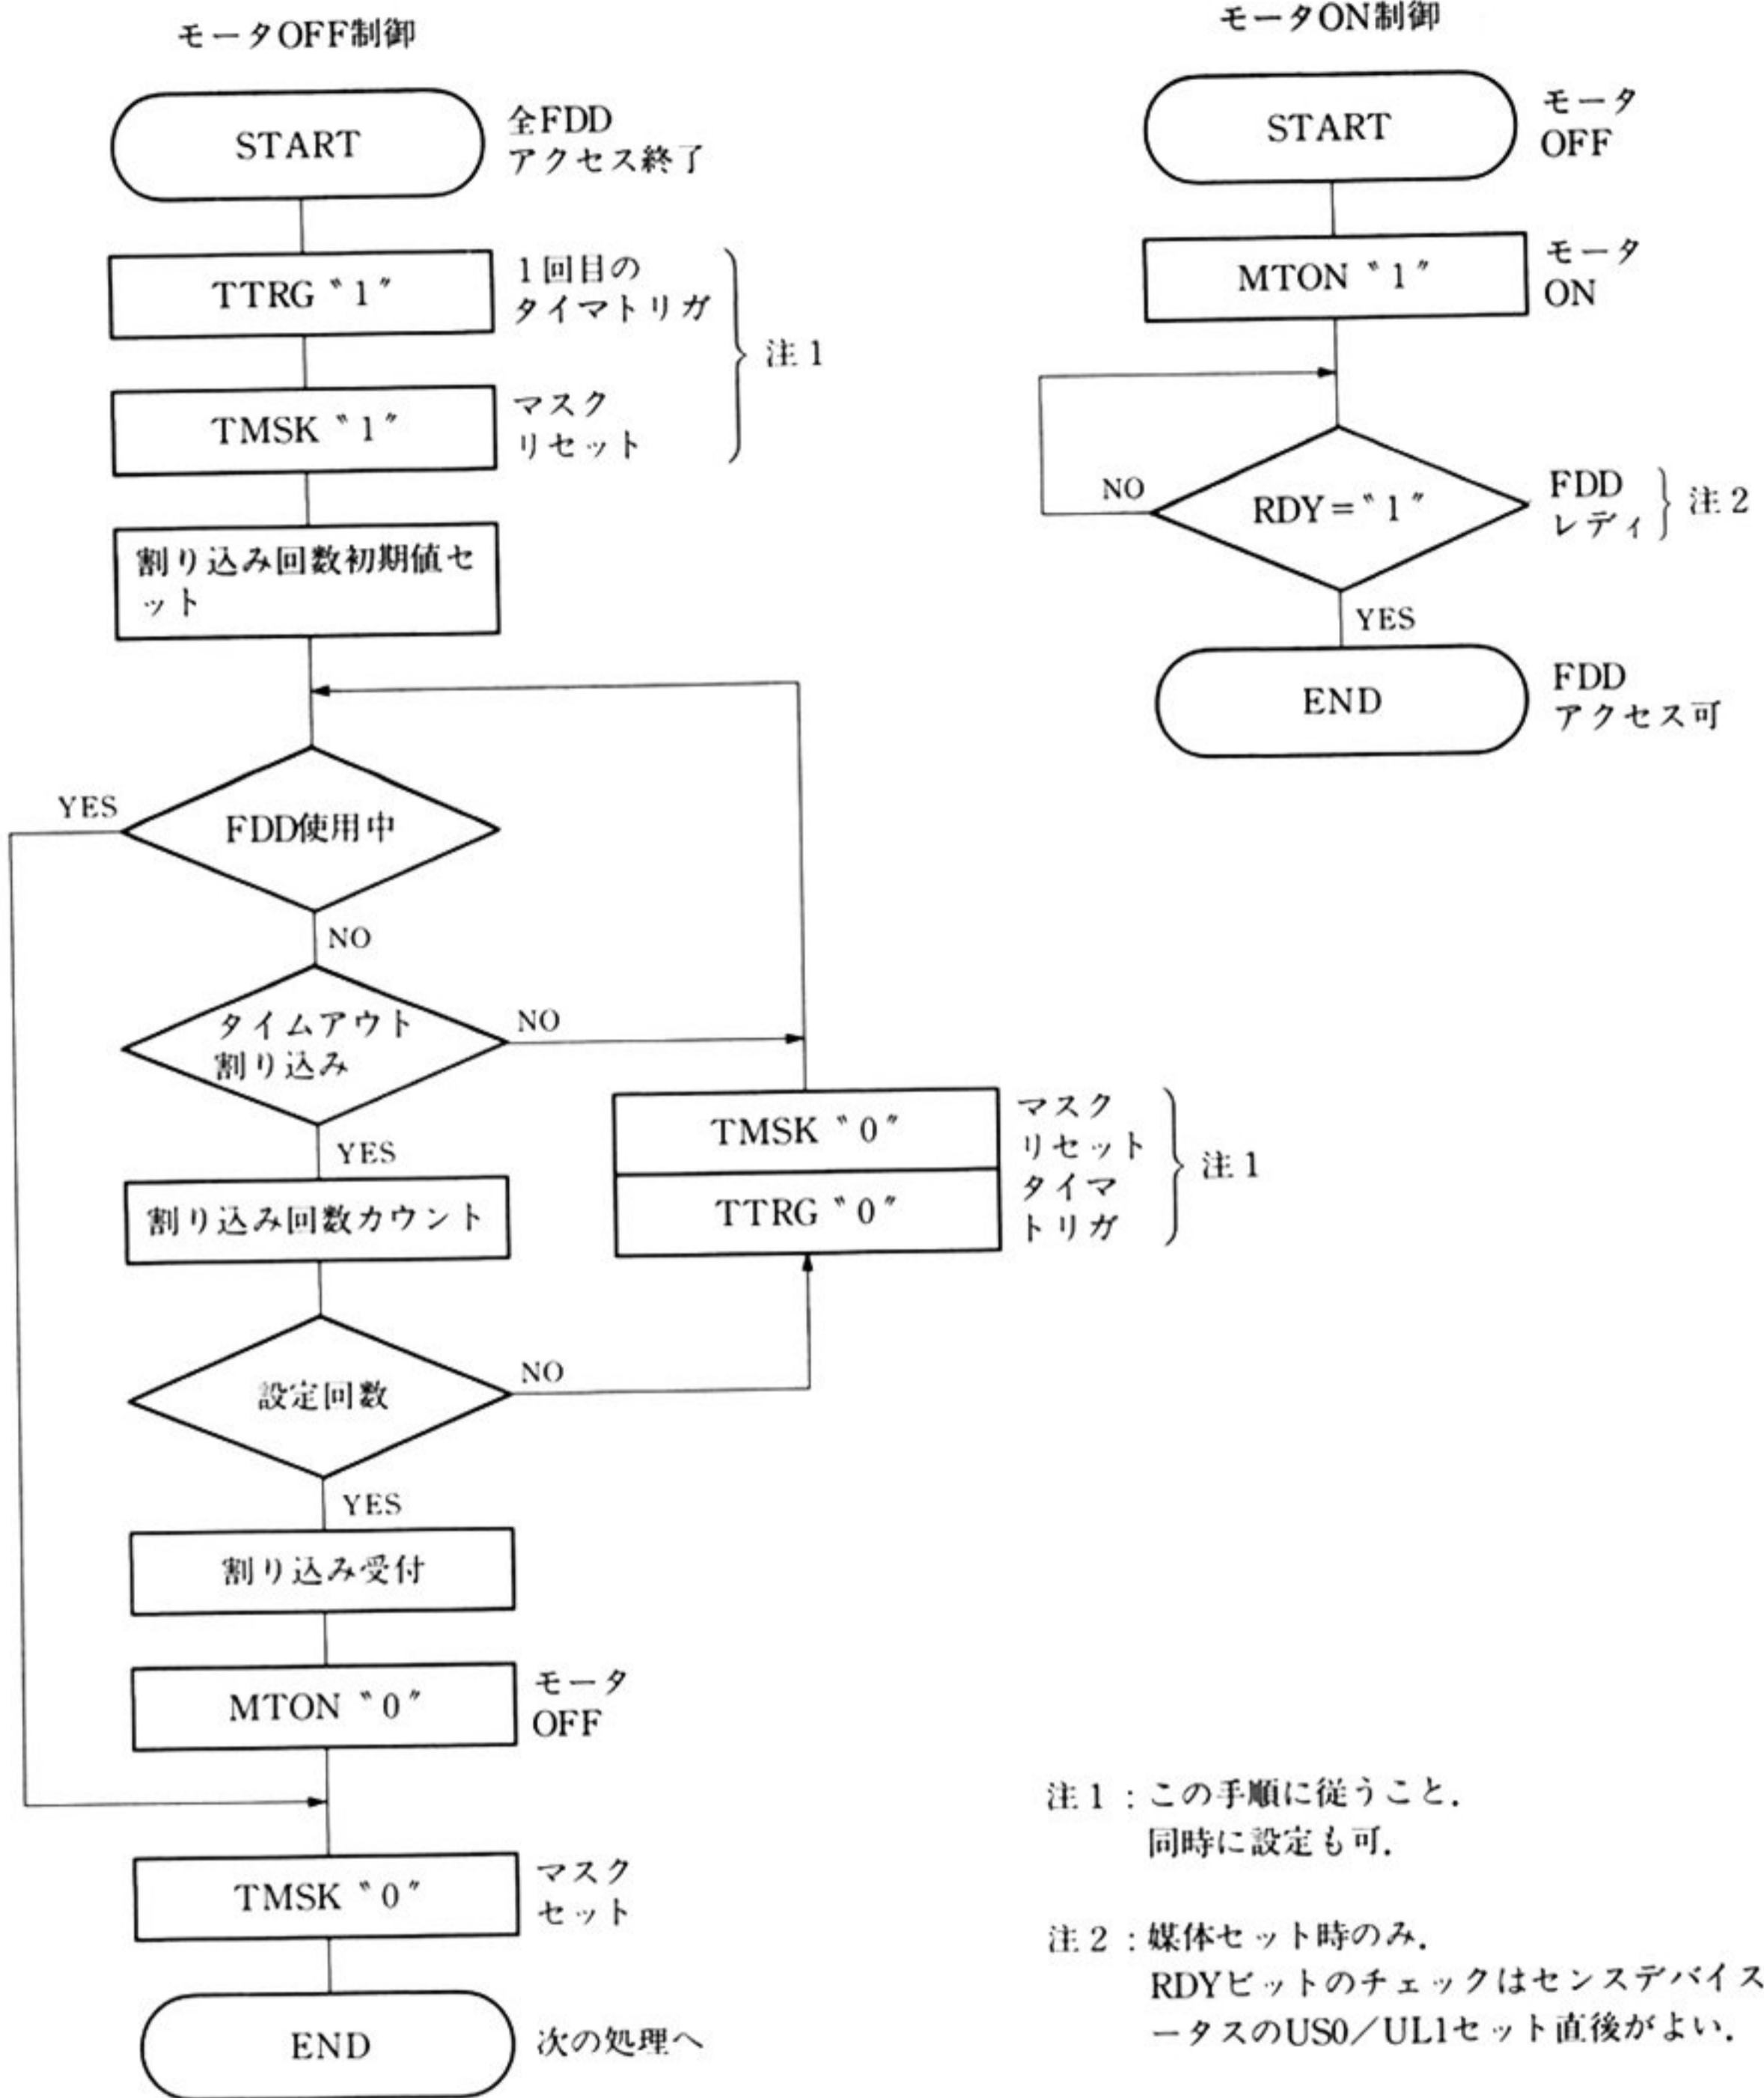 モータOFF制御
START
全FDD
アクセス終了
TTRG〝1〟
1回目の
タイマトリガ
注1
TMSK〝1〟
マスク
リセット
割り込み回数初期値セ
ット
FDD使用中
YES
NO
タイムアウト
割り込み
NO
YES
TMSK〝0〟
TTRG〝0〟
マスク
リセット
タイマ
トリガ
注1
割り込み回数カウント
設定回数
NO
YES
割り込み受付
MTON〝0〟
モータ
OFF
TMSK〝0〟
マスク
セット
END
次の処理へ
モータON制御
START
モータ
OFF
MTON〝1〟
モータ
ON
NO
RDY=〝1〟
FDD
レディ
注2
YES
END
FDD
アクセス可
注1:この手順に従うこと.
同時に設定も可.
注2:媒体セット時のみ.
RDYビットのチェックはセンスデバイス
ータスのUS0/UL1セット直後がよい.